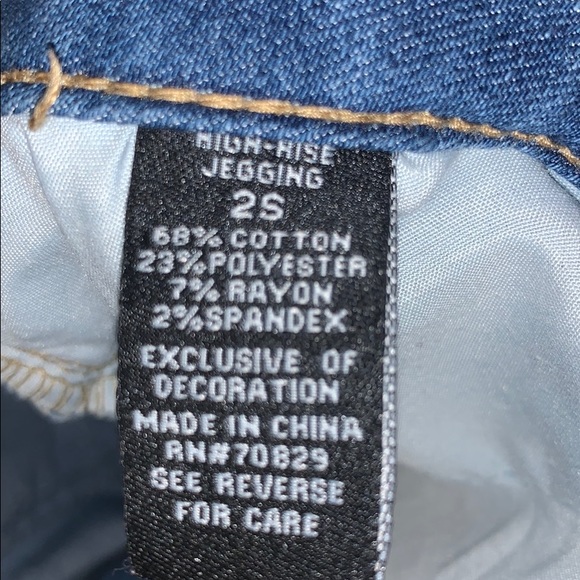 HIGH-RISE
JEGGING
2S
68% COTTON
23% POLYESTER
7% RAYON
2% SPANDEX
EXCLUSIVE OF
DECORATION
MADE IN CHINA
RN#70829
SEE REVERSE
FOR CARE